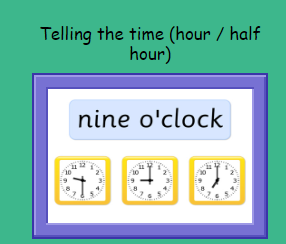 Telling the time (hour / half
hour)
nine o'clock